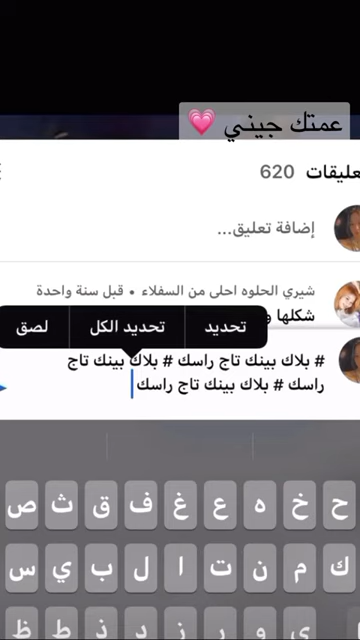 عمتك جيني 💗
تعليقات 620
إضافة تعليق...
شيري الحلوه احلى من السفلاء • قبل سنة واحدة
شكلها
تحديد
تحديد الكل
لصق
# بلاك بينك تاج راسك # بلاك بينك تاج
راسك # بلاك بينك تاج راسك
ح خ ه ع غ ف ق ث ص
ك م ن ت ا ل ب ي س
ى و ر ز د ذ ط ظ